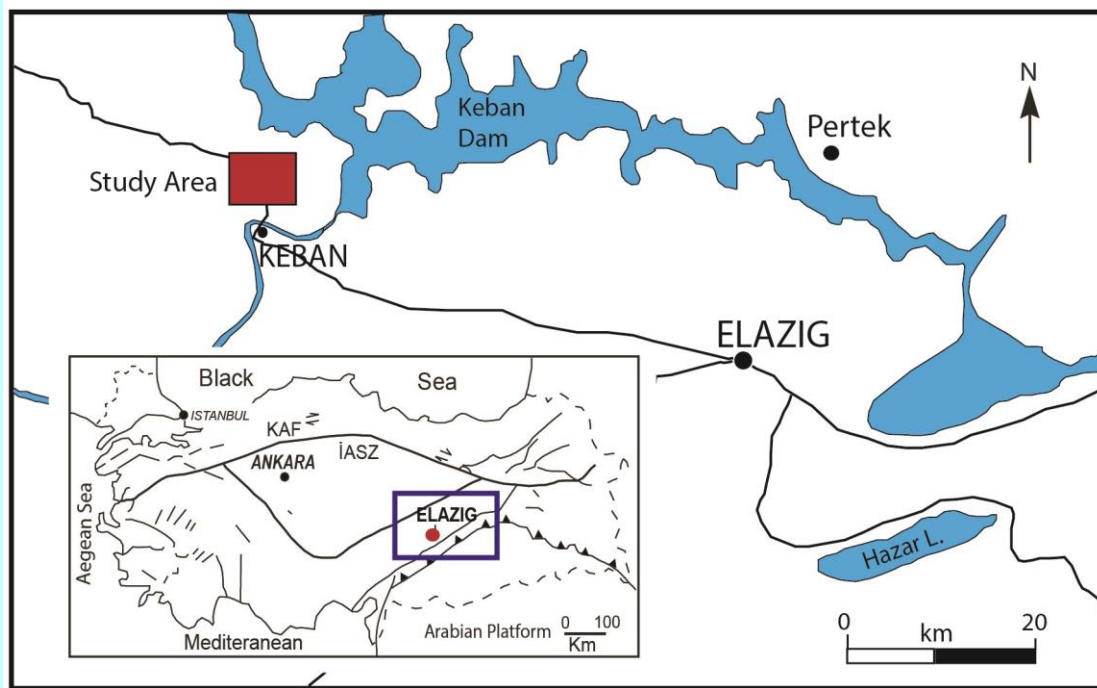 N
Keban
Dam
Pertek
Study Area
KEBAN
ELAZIG
Hazar L.
0 20
km
Black Sea
ISTANBUL
KAF
İASZ
ANKARA
ELAZIG
Aegean Sea
Mediteranean
Arabian Platform
0 100
Km